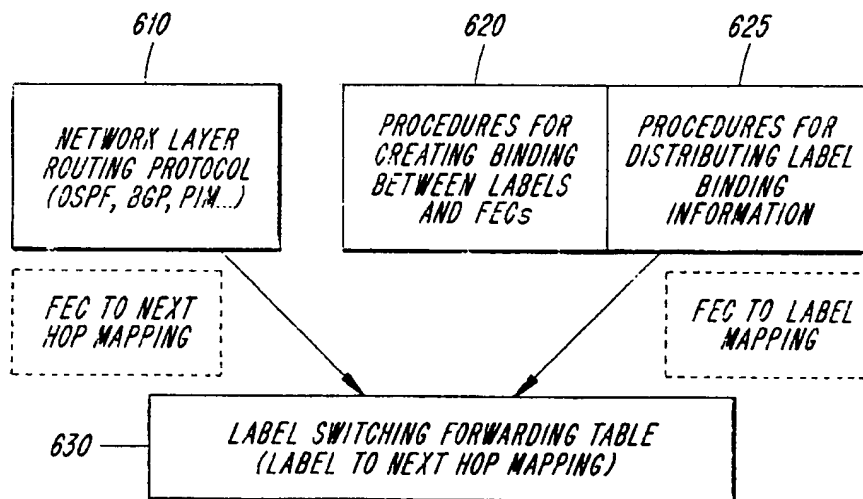 610
620
625
NETWORK LAYER
ROUTING PROTOCOL
(OSPF, BGP, PIM...)
PROCEDURES FOR
CREATING BINDING
BETWEEN LABELS
AND FECs
PROCEDURES FOR
DISTRIBUTING LABEL
BINDING
INFORMATION
FEC TO NEXT
HOP MAPPING
FEC TO LABEL
MAPPING
630
LABEL SWITCHING FORWARDING TABLE
(LABEL TO NEXT HOP MAPPING)